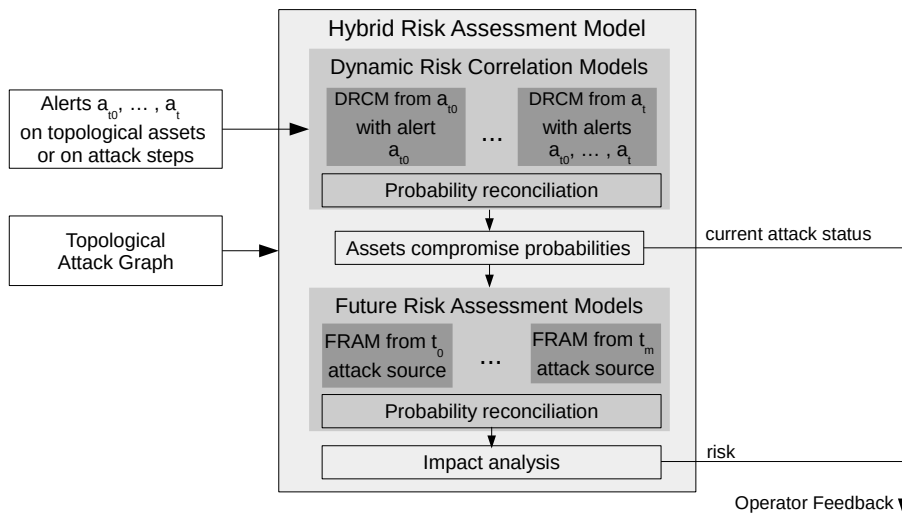 Hybrid Risk Assessment Model
Dynamic Risk Correlation Models
Alerts a_t0, ... , a_t
on topological assets
or on attack steps
DRCM from a_t0
with alert
a_t0
...
DRCM from a_t
with alerts
a_t0, ... , a_t
Probability reconciliation
Topological
Attack Graph
Assets compromise probabilities
current attack status
Future Risk Assessment Models
FRAM from t_0
attack source
...
FRAM from t_m
attack source
Probability reconciliation
Impact analysis
risk
Operator Feedback